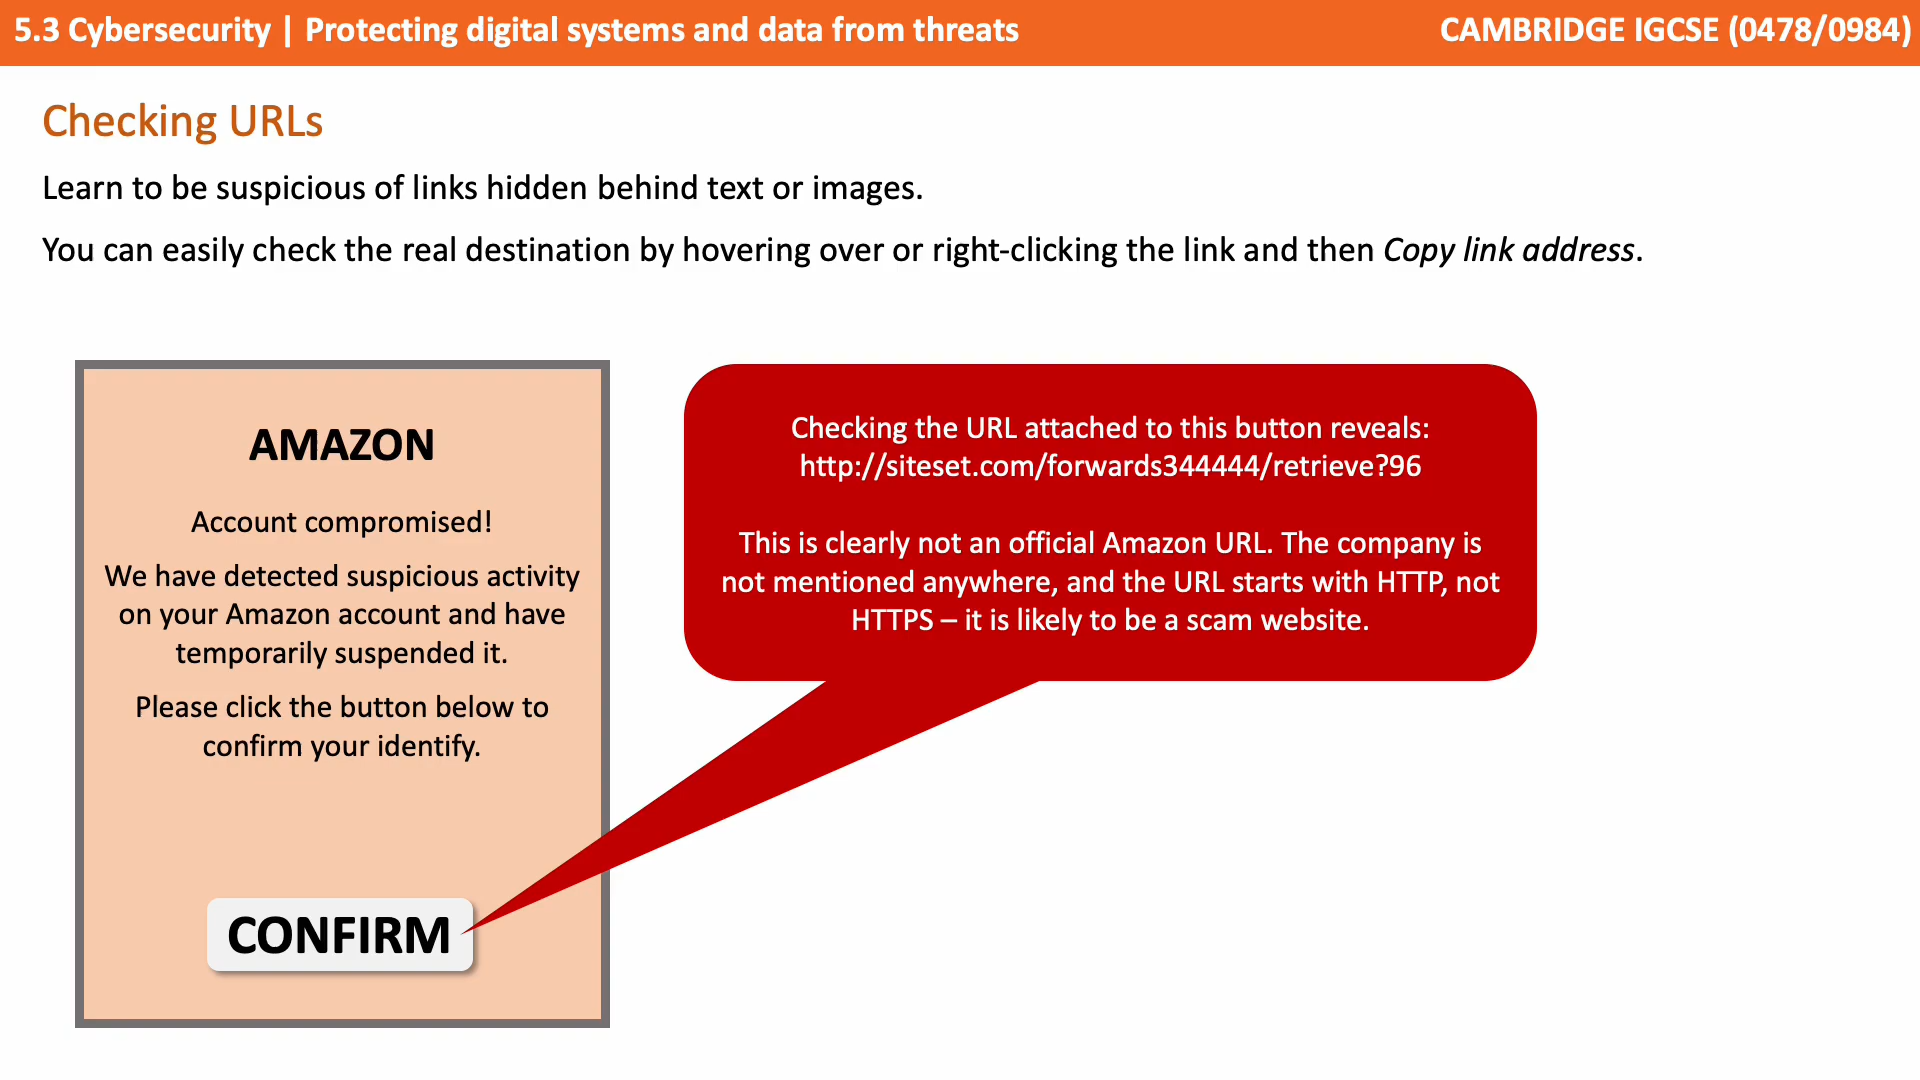 5.3 Cybersecurity | Protecting digital systems and data from threats
CAMBRIDGE IGCSE (0478/0984)
Checking URLs
Learn to be suspicious of links hidden behind text or images.
You can easily check the real destination by hovering over or right-clicking the link and then Copy link address.
AMAZON
Account compromised!
We have detected suspicious activity
on your Amazon account and have
temporarily suspended it.
Please click the button below to
confirm your identify.
CONFIRM
Checking the URL attached to this button reveals:
http://siteset.com/forwards344444/retrieve?96
This is clearly not an official Amazon URL. The company is
not mentioned anywhere, and the URL starts with HTTP, not
HTTPS – it is likely to be a scam website.